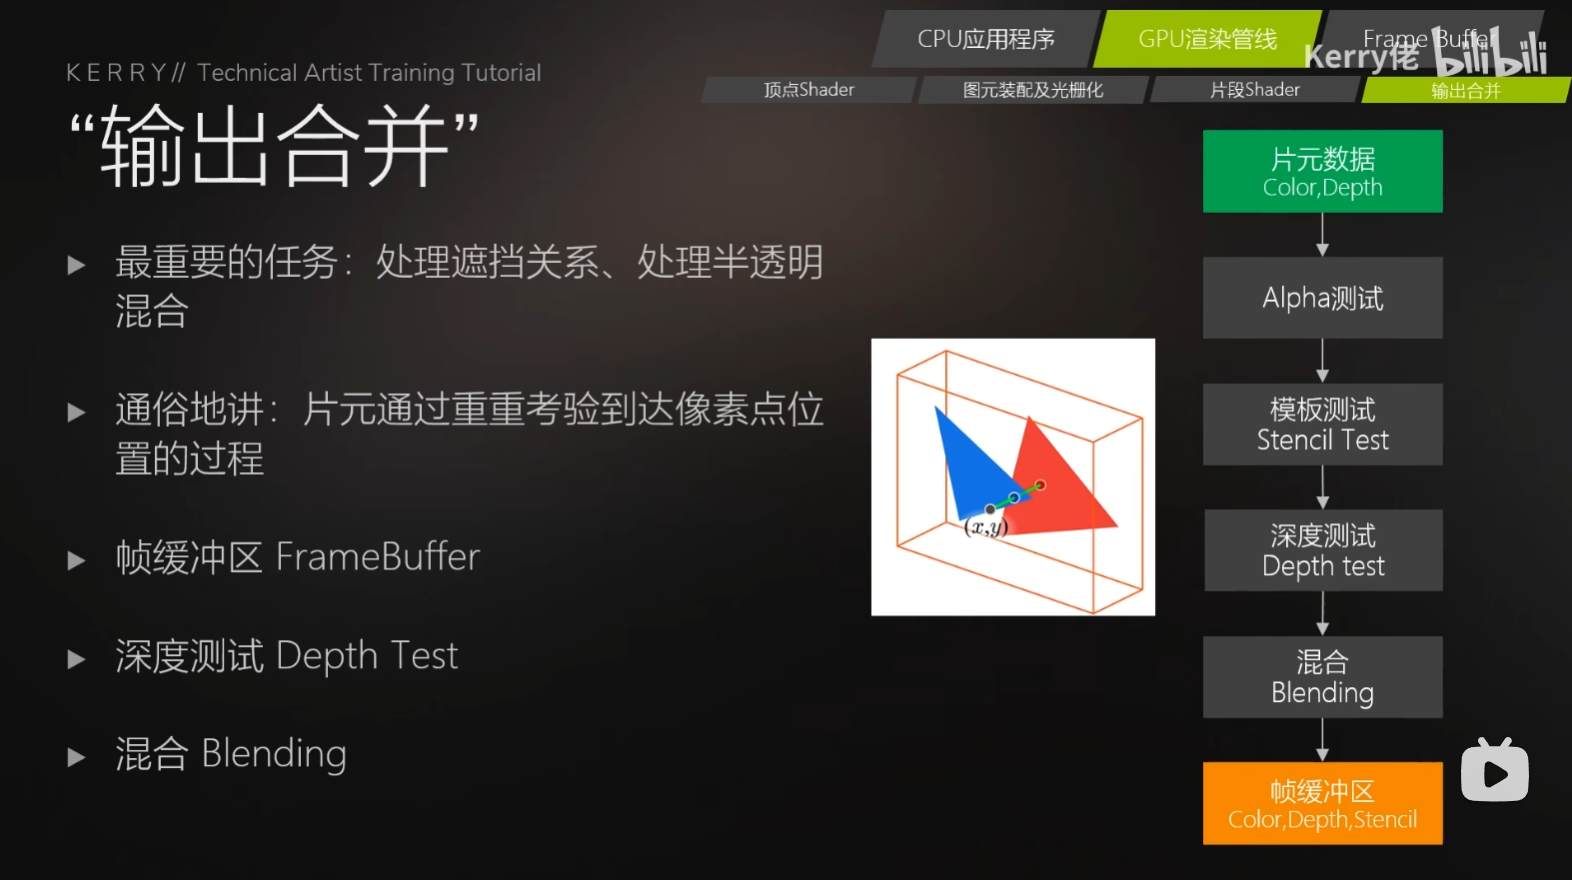 CPU应用程序
GPU渲染管线
Frame Buffer
Kerry佬
bilibili
KERRY// Technical Artist Training Tutorial
顶点Shader
图元装配及光栅化
片段Shader
输出合并
“输出合并”
▶ 最重要的任务：处理遮挡关系、处理半透明
混合
▶ 通俗地讲：片元通过重重考验到达像素点位
置的过程
▶ 帧缓冲区 FrameBuffer
▶ 深度测试 Depth Test
▶ 混合 Blending
(x,y)
片元数据
Color,Depth
Alpha测试
模板测试
Stencil Test
深度测试
Depth test
混合
Blending
帧缓冲区
Color,Depth,Stencil